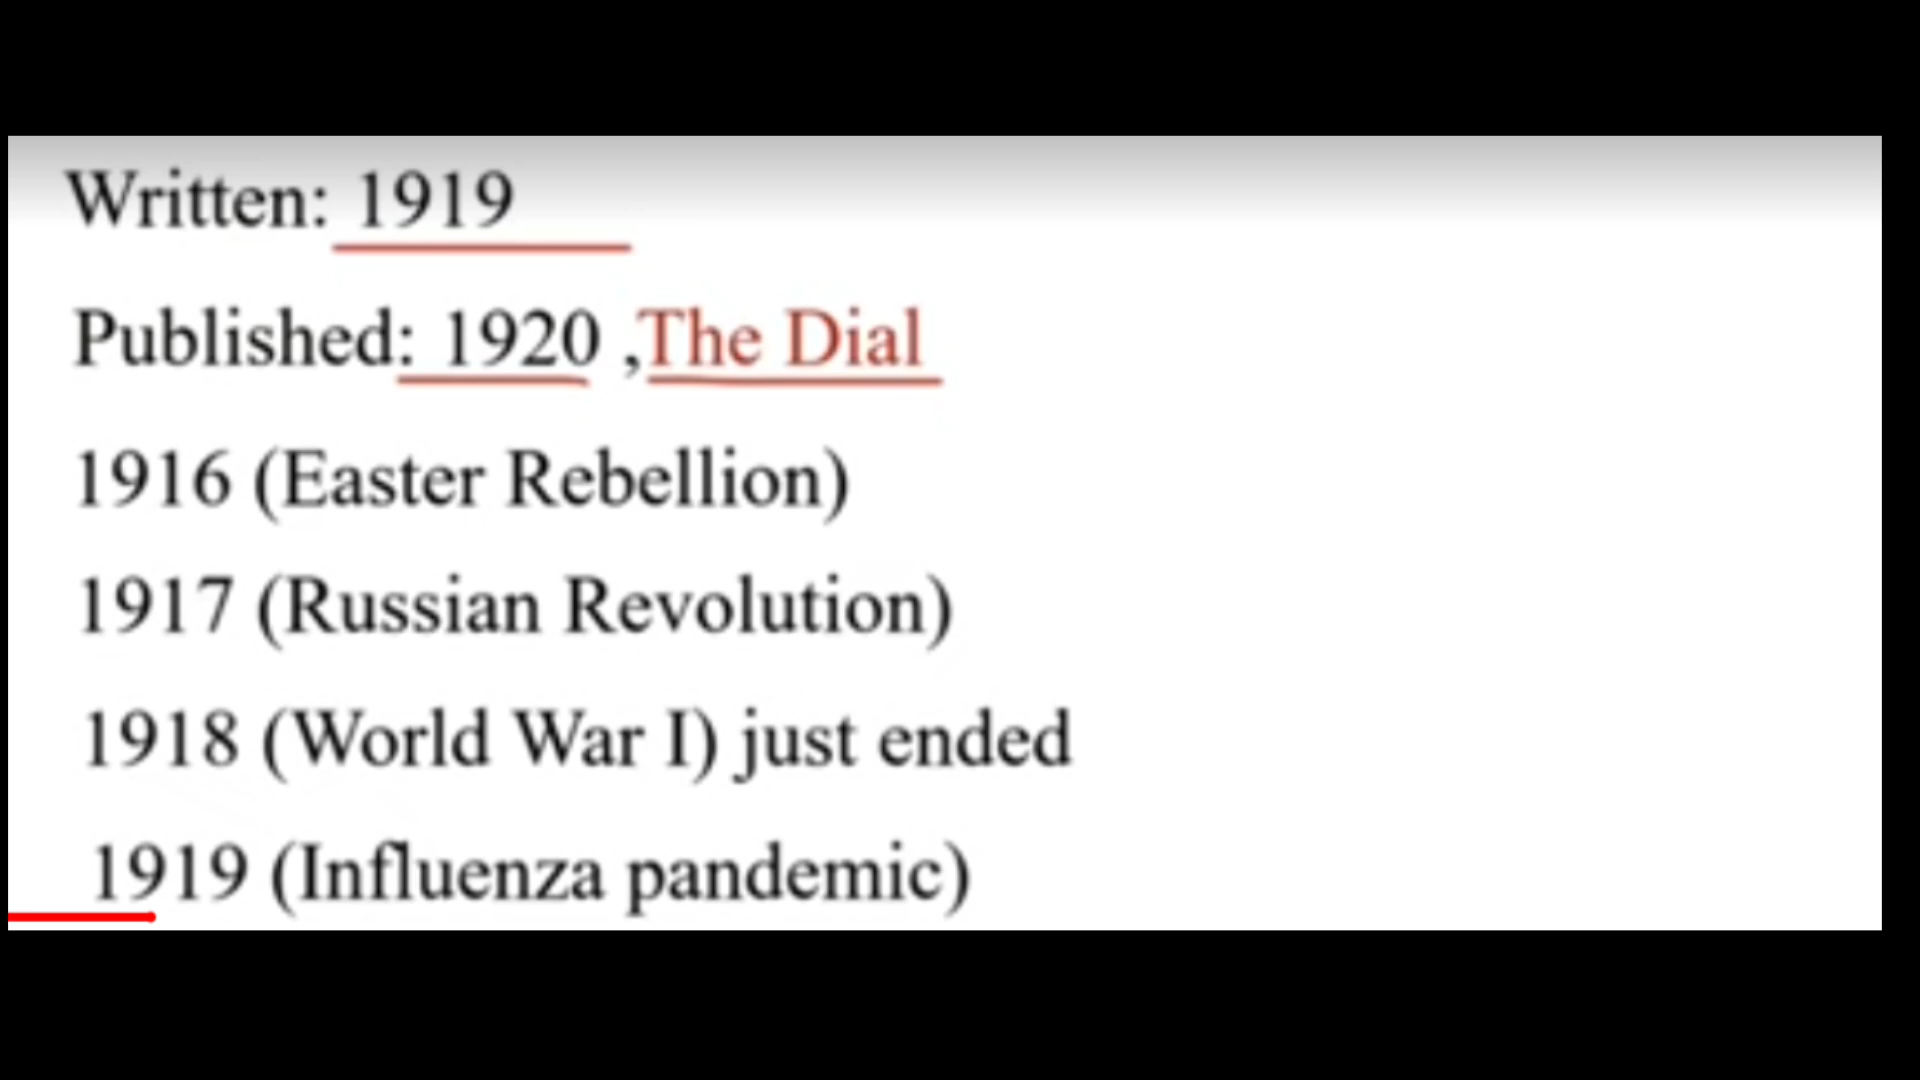 Written: 1919
Published: 1920 ,The Dial
1916 (Easter Rebellion)
1917 (Russian Revolution)
1918 (World War I) just ended
1919 (Influenza pandemic)